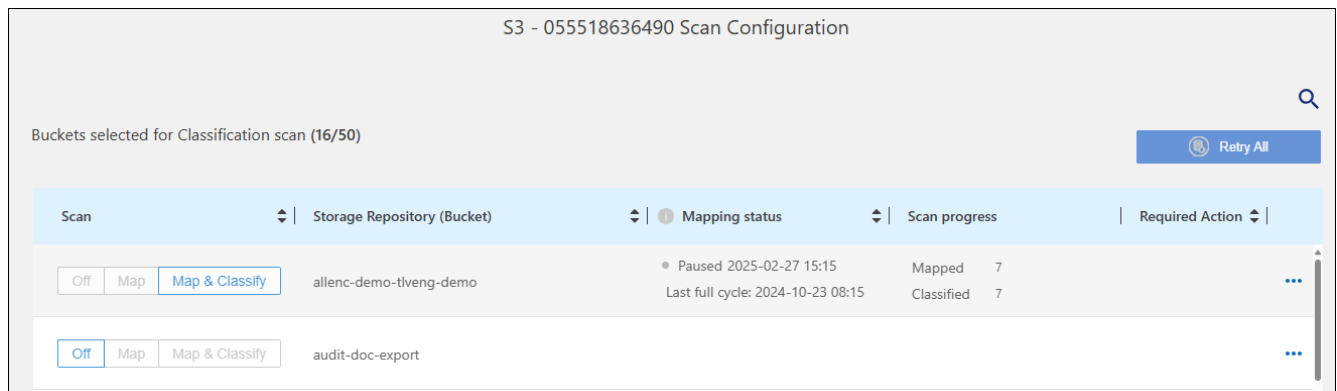 S3 - 055518636490 Scan Configuration
Buckets selected for Classification scan (16/50)
Retry All
Scan Storage Repository (Bucket) Mapping status Scan progress Required Action
Off Map Map & Classify allenc-demo-tlveng-demo Paused 2025-02-27 15:15 Mapped 7
Last full cycle: 2024-10-23 08:15 Classified 7
Off Map Map & Classify audit-doc-export